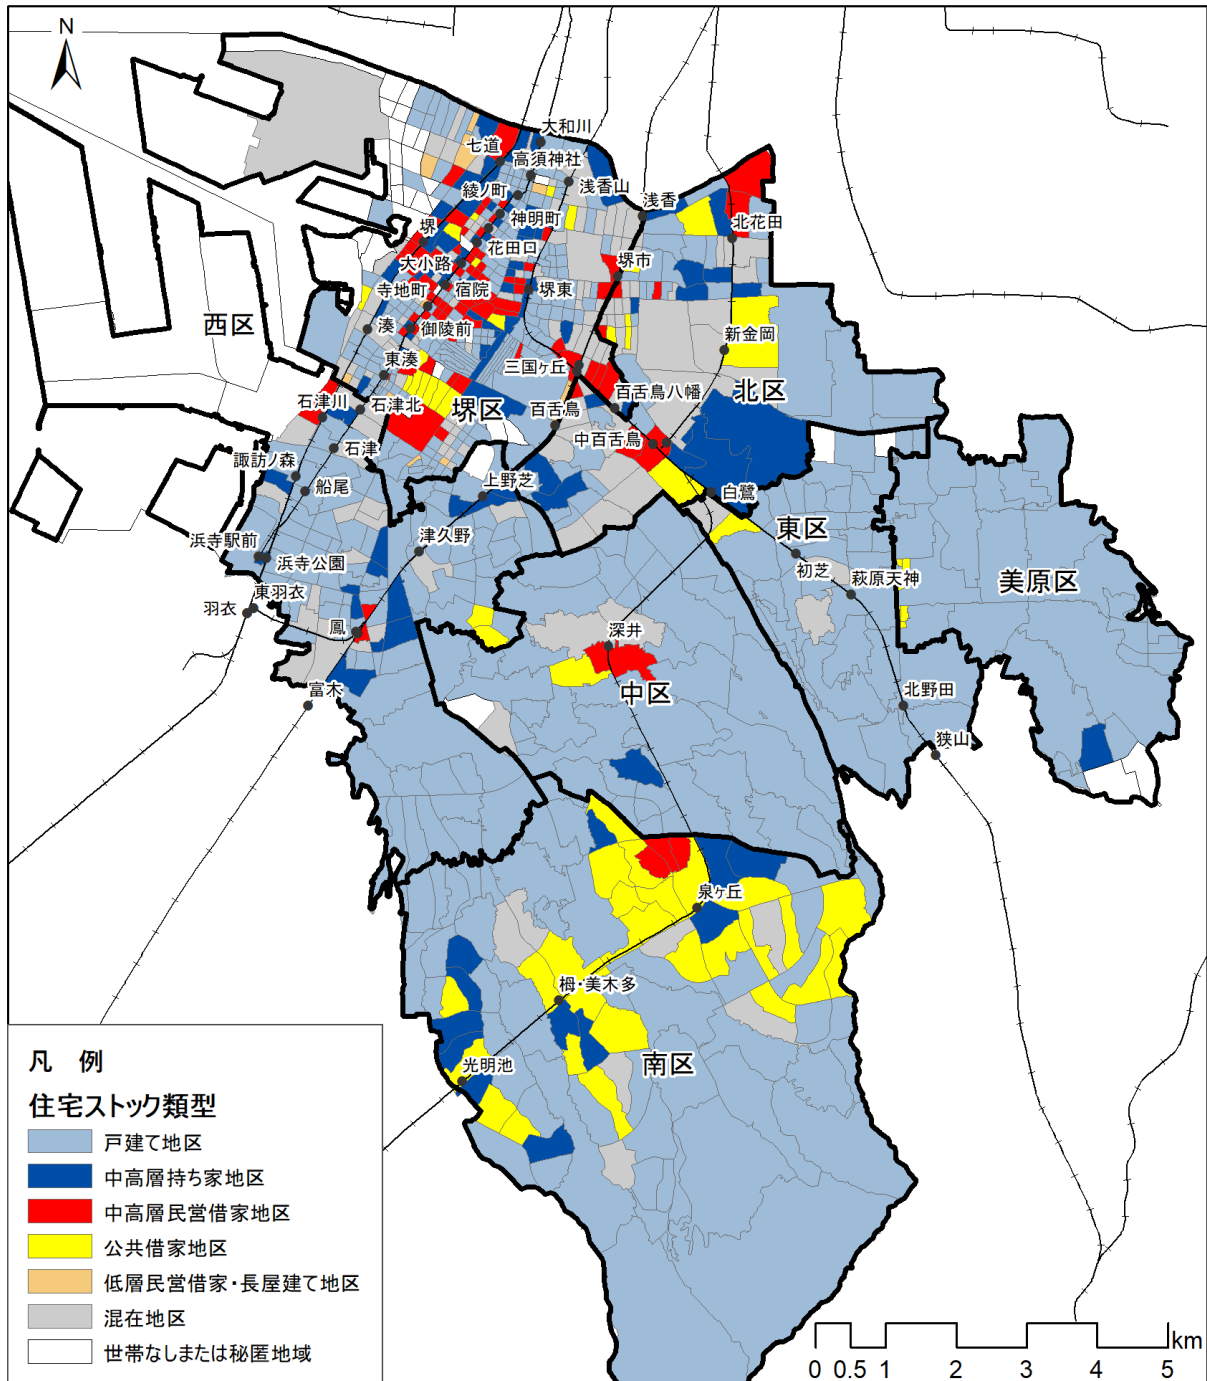 N
大和川
七道
高須神社
綾ノ町
浅香山
浅香
堺
神明町
北花田
花田口
大小路
堺市
寺地町
宿院
堺東
西区
湊
御陵前
新金岡
東湊
三国ヶ丘
北区
石津川
石津北
堺区
百舌鳥
百舌鳥八幡
中百舌鳥
諏訪ノ森
石津
船尾
上野芝
白鷺
東区
浜寺駅前
浜寺公園
津久野
初芝
萩原天神
美原区
羽衣
東羽衣
鳳
深井
中区
富木
北野田
狭山
泉ヶ丘
栂・美木多
光明池
南区
凡 例
住宅ストック類型
戸建て地区
中高層持ち家地区
中高層民営借家地区
公共借家地区
低層民営借家・長屋建て地区
混在地区
世帯なしまたは秘匿地域
km
0 0.5 1 2 3 4 5